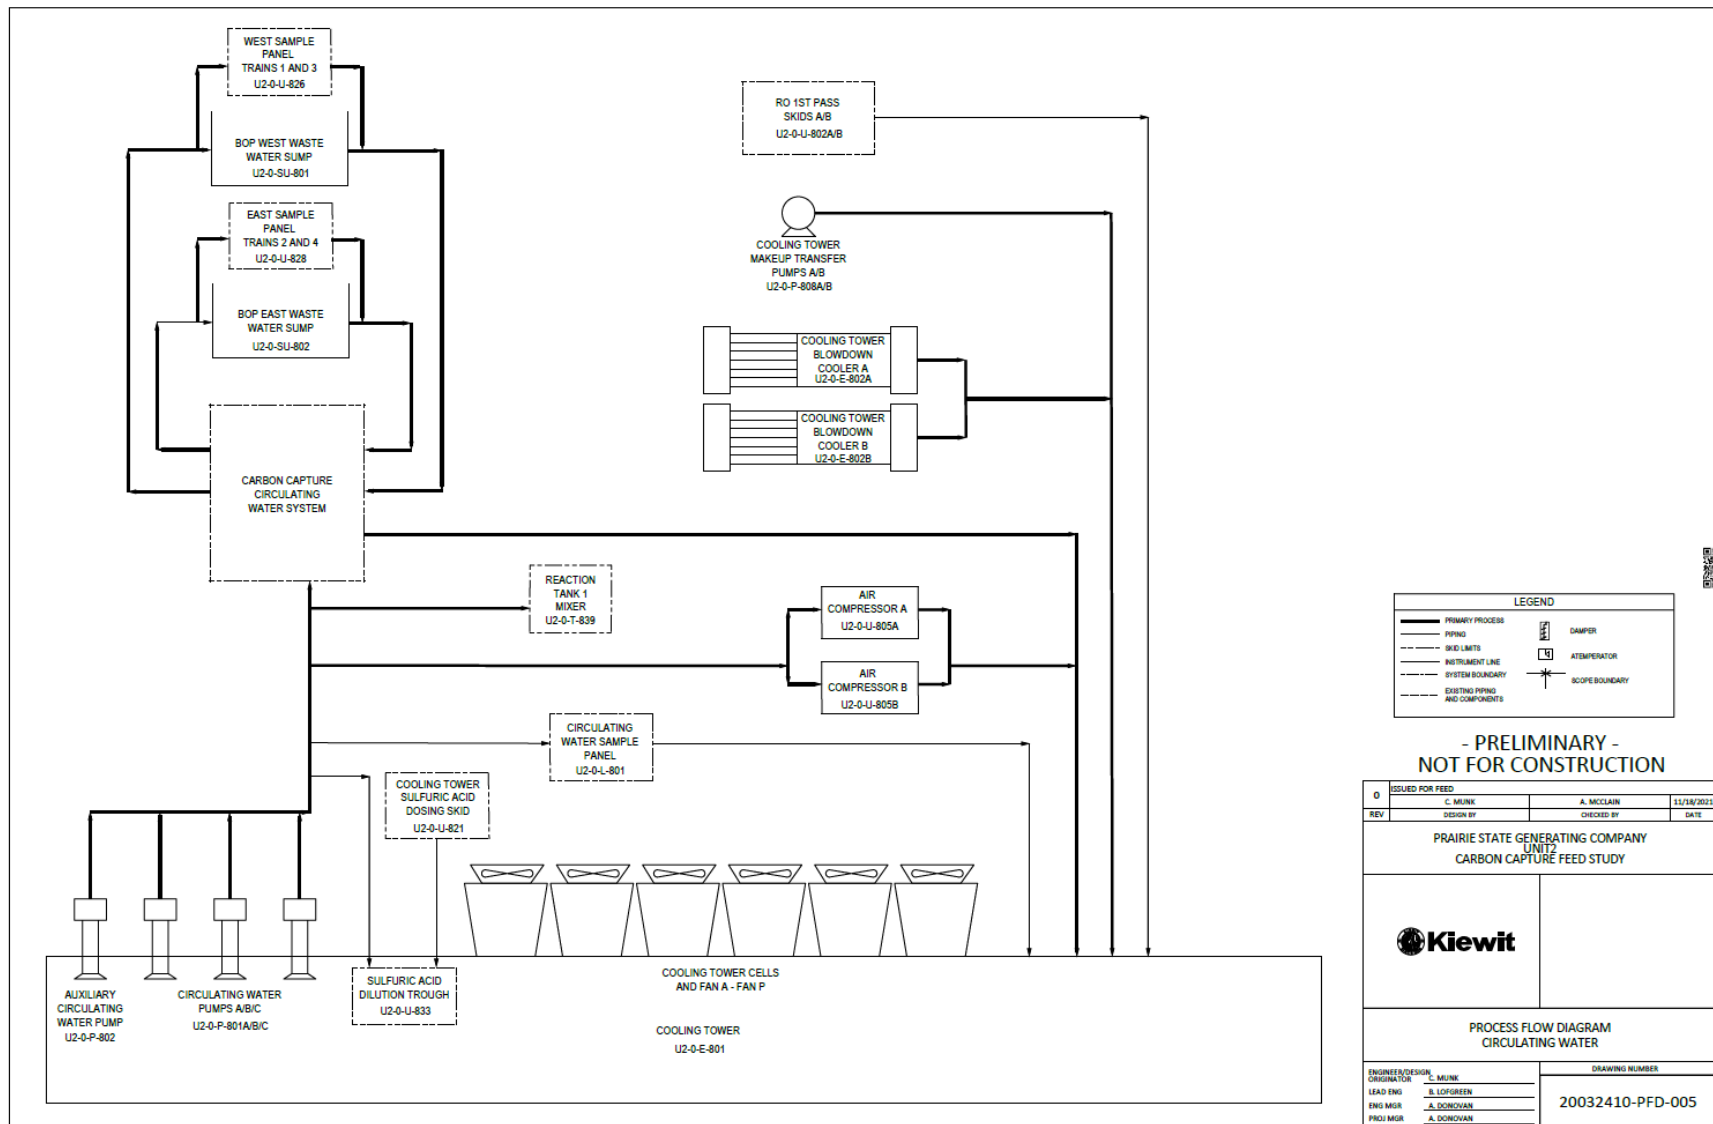 WEST SAMPLE
PANEL
TRAINS 1 AND 3
U2-0-U-826
BOP WEST WASTE
WATER SUMP
U2-0-SU-801
EAST SAMPLE
PANEL
TRAINS 2 AND 4
U2-0-U-828
BOP EAST WASTE
WATER SUMP
U2-0-SU-802
CARBON CAPTURE
CIRCULATING
WATER SYSTEM
RO 1ST PASS
SKIDS A/B
U2-0-U-802A/B
COOLING TOWER
MAKEUP TRANSFER
PUMPS A/B
U2-0-P-808A/B
COOLING TOWER
BLOWDOWN
COOLER A
U2-0-E-802A
COOLING TOWER
BLOWDOWN
COOLER B
U2-0-E-802B
REACTION
TANK 1
MIXER
U2-0-T-839
AIR
COMPRESSOR A
U2-0-U-805A
AIR
COMPRESSOR B
U2-0-U-805B
CIRCULATING
WATER SAMPLE
PANEL
U2-0-L-801
COOLING TOWER
SULFURIC ACID
DOSING SKID
U2-0-U-821
AUXILIARY
CIRCULATING
WATER PUMP
U2-0-P-802
CIRCULATING WATER
PUMPS A/B/C
U2-0-P-801A/B/C
SULFURIC ACID
DILUTION TROUGH
U2-0-U-833
COOLING TOWER CELLS
AND FAN A - FAN P
COOLING TOWER
U2-0-E-801
LEGEND
PRIMARY PROCESS
PIPING
SKID LIMITS
INSTRUMENT LINE
SYSTEM BOUNDARY
EXISTING PIPING
AND COMPONENTS
DAMPER
ATEMPERATOR
SCOPE BOUNDARY
- PRELIMINARY -
NOT FOR CONSTRUCTION
0 ISSUED FOR FEED
C. MUNK A. MCCLAIN 11/18/2021
REV DESIGN BY CHECKED BY DATE
PRAIRIE STATE GENERATING COMPANY
UNIT2
CARBON CAPTURE FEED STUDY
Kiewit
PROCESS FLOW DIAGRAM
CIRCULATING WATER
ENGINEER/DESIGN
ORIGINATOR C. MUNK
LEAD ENG B. LOFGREEN
ENG MGR A. DONOVAN
PROJ MGR A. DONOVAN
DRAWING NUMBER
20032410-PFD-005